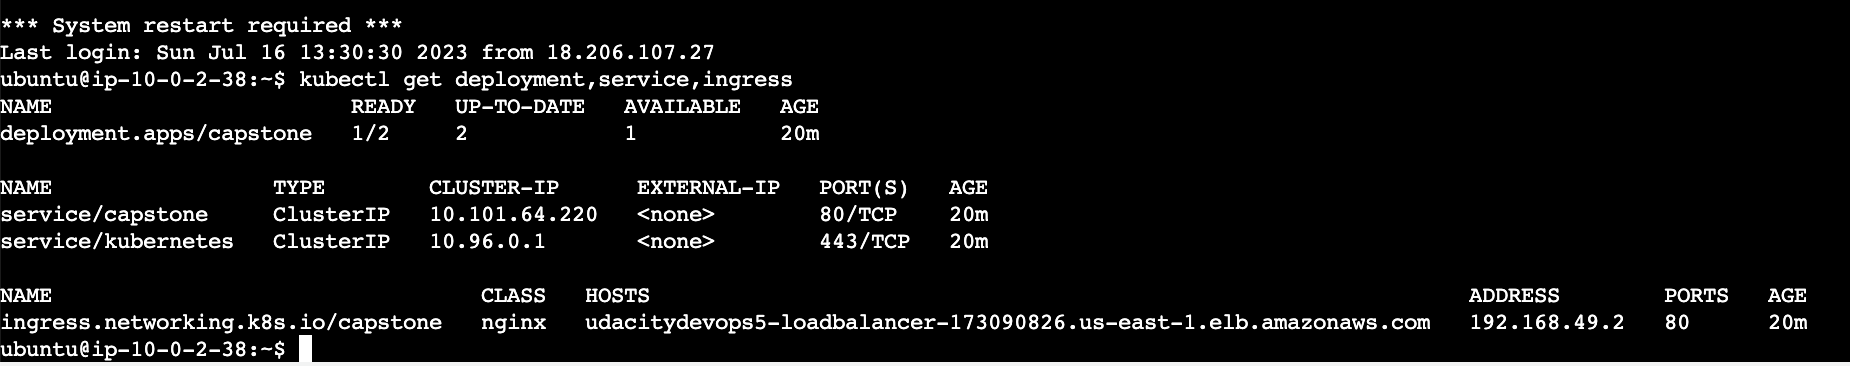 *** System restart required ***
Last login: Sun Jul 16 13:30:30 2023 from 18.206.107.27
ubuntu@ip-10-0-2-38:~$ kubectl get deployment,service,ingress
NAME                       READY   UP-TO-DATE   AVAILABLE   AGE
deployment.apps/capstone   1/2     2            1           20m

NAME                 TYPE        CLUSTER-IP      EXTERNAL-IP   PORT(S)   AGE
service/capstone     ClusterIP   10.101.64.220   <none>        80/TCP    20m
service/kubernetes   ClusterIP   10.96.0.1       <none>        443/TCP   20m

NAME                                 CLASS   HOSTS                                                               ADDRESS        PORTS   AGE
ingress.networking.k8s.io/capstone   nginx   udacitydevops5-loadbalancer-173090826.us-east-1.elb.amazonaws.com   192.168.49.2   80      20m
ubuntu@ip-10-0-2-38:~$